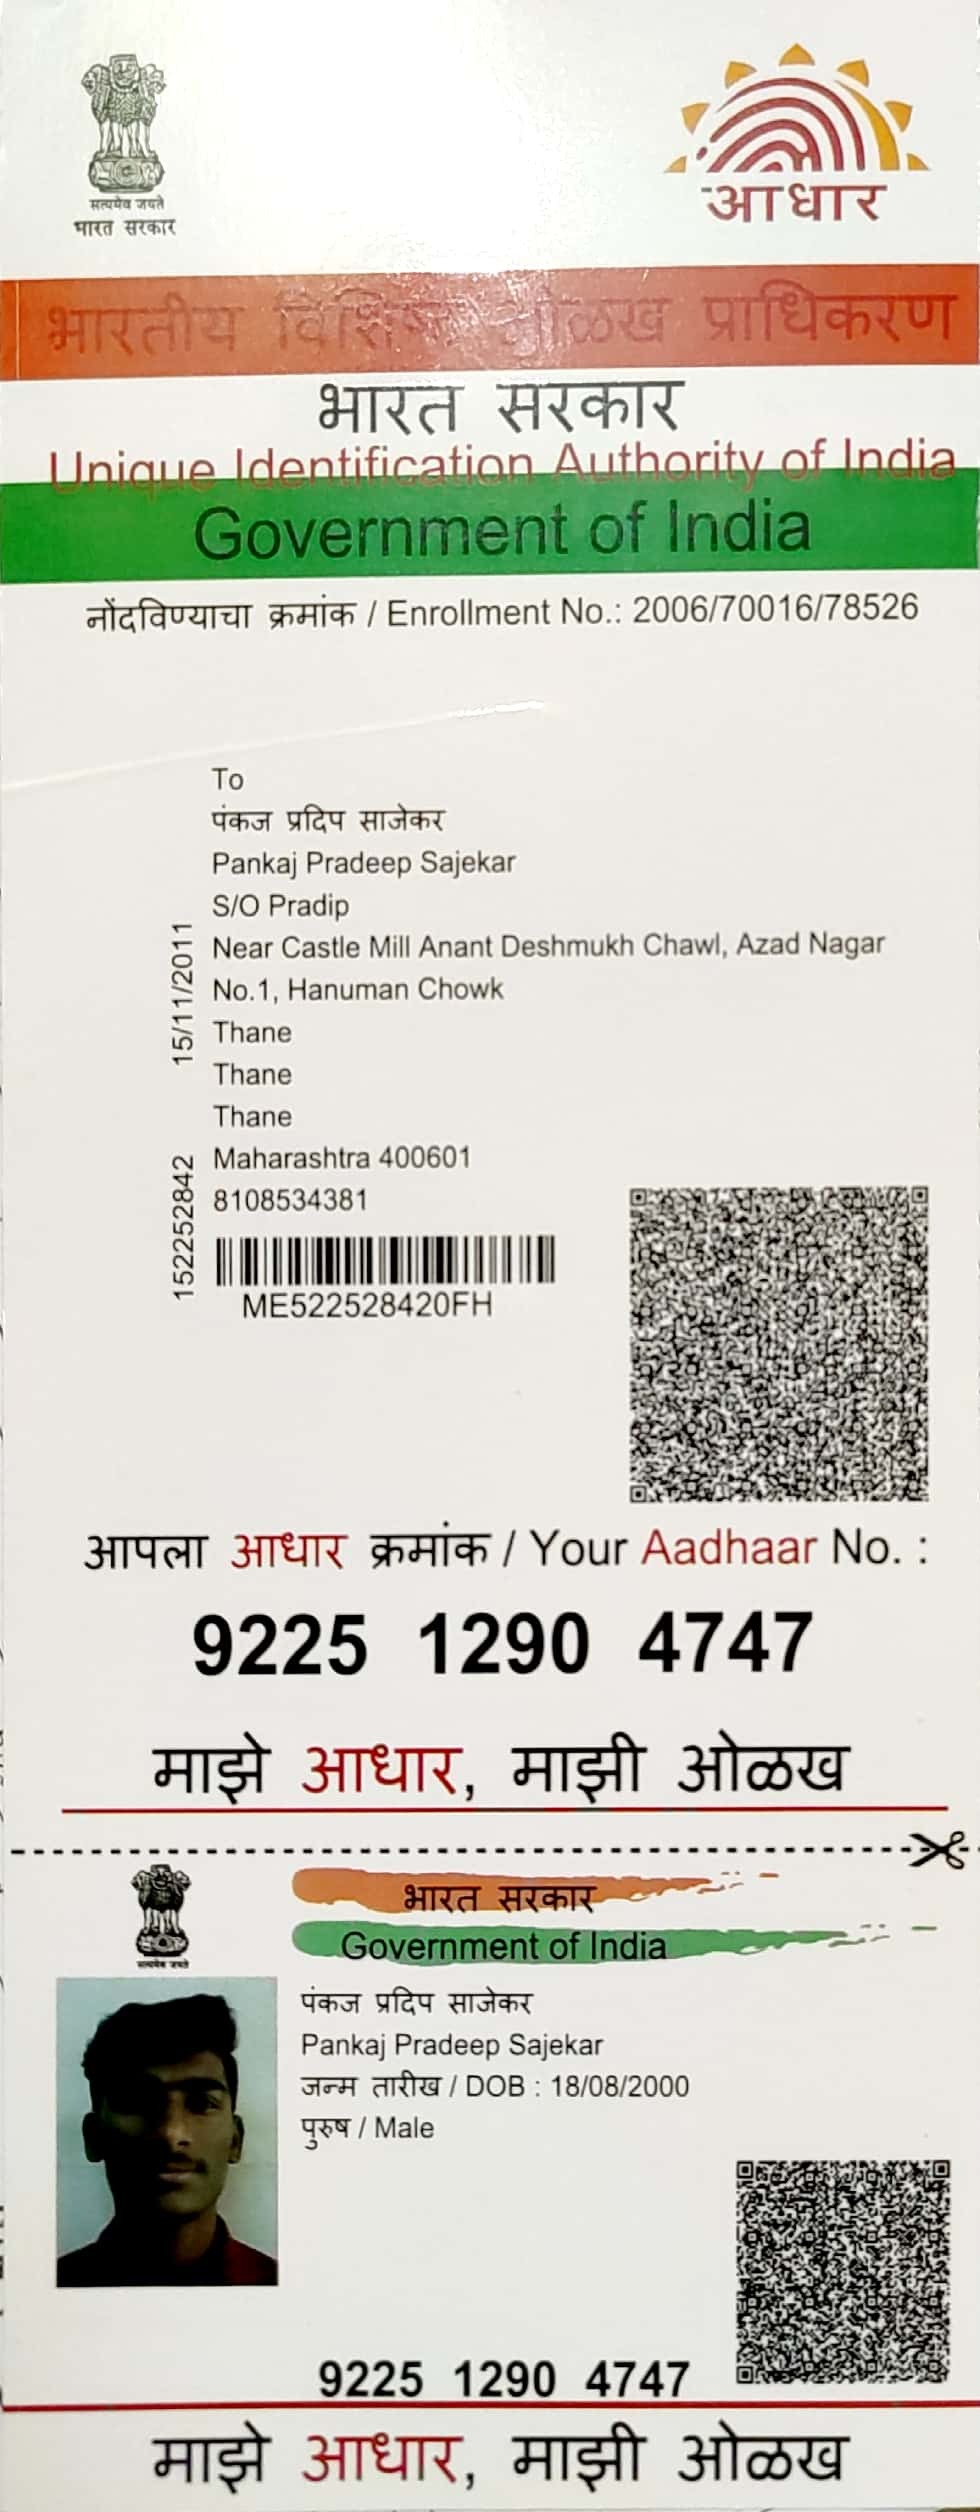 सत्यमेव जयते
भारत सरकार
आधार
भारतीय विशिष्ट ओळख प्राधिकरण
भारत सरकार
Unique Identification Authority of India
Government of India
नोंदविण्याचा क्रमांक / Enrollment No.: 2006/70016/78526
To
पंकज प्रदिप साजेकर
Pankaj Pradeep Sajekar
S/O Pradip
Near Castle Mill Anant Deshmukh Chawl, Azad Nagar
No.1, Hanuman Chowk
Thane
Thane
Thane
Maharashtra 400601
8108534381
15/11/2011
152252842
ME522528420FH
आपला आधार क्रमांक / Your Aadhaar No. :
9225 1290 4747
माझे आधार, माझी ओळख
सत्यमेव जयते
भारत सरकार
Government of India
पंकज प्रदिप साजेकर
Pankaj Pradeep Sajekar
जन्म तारीख / DOB : 18/08/2000
पुरुष / Male
9225 1290 4747
माझे आधार, माझी ओळख